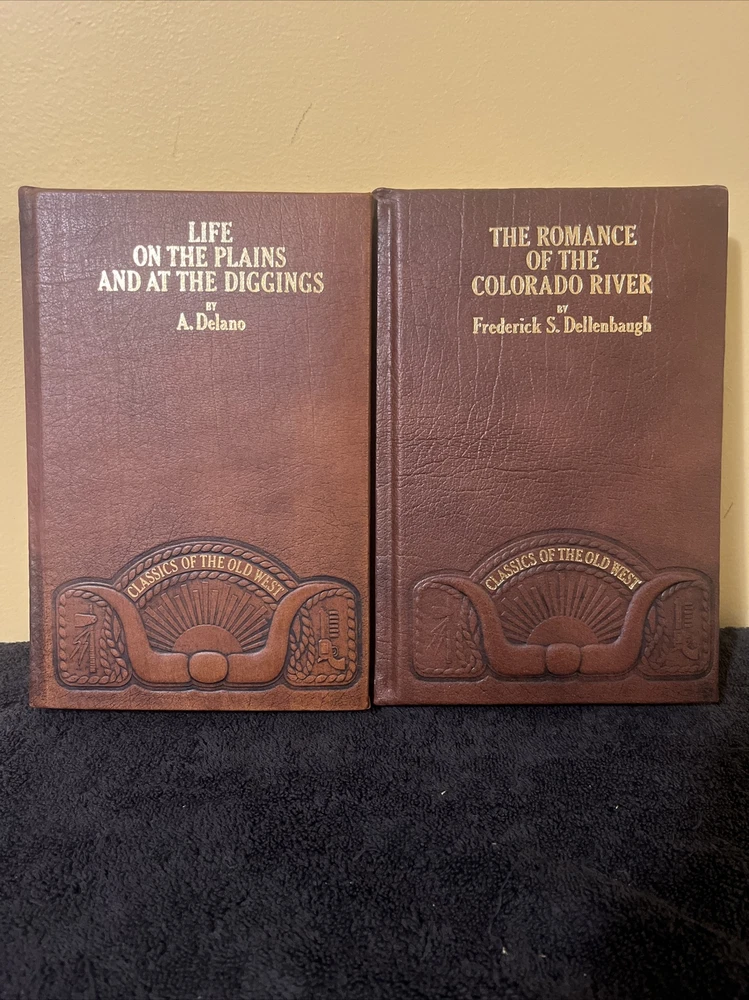 LIFE
ON THE PLAINS
AND AT THE DIGGINGS
BY
A. Delano
CLASSICS OF THE OLD WEST
THE ROMANCE
OF THE
COLORADO RIVER
BY
Frederick S. Dellenbaugh
CLASSICS OF THE OLD WEST